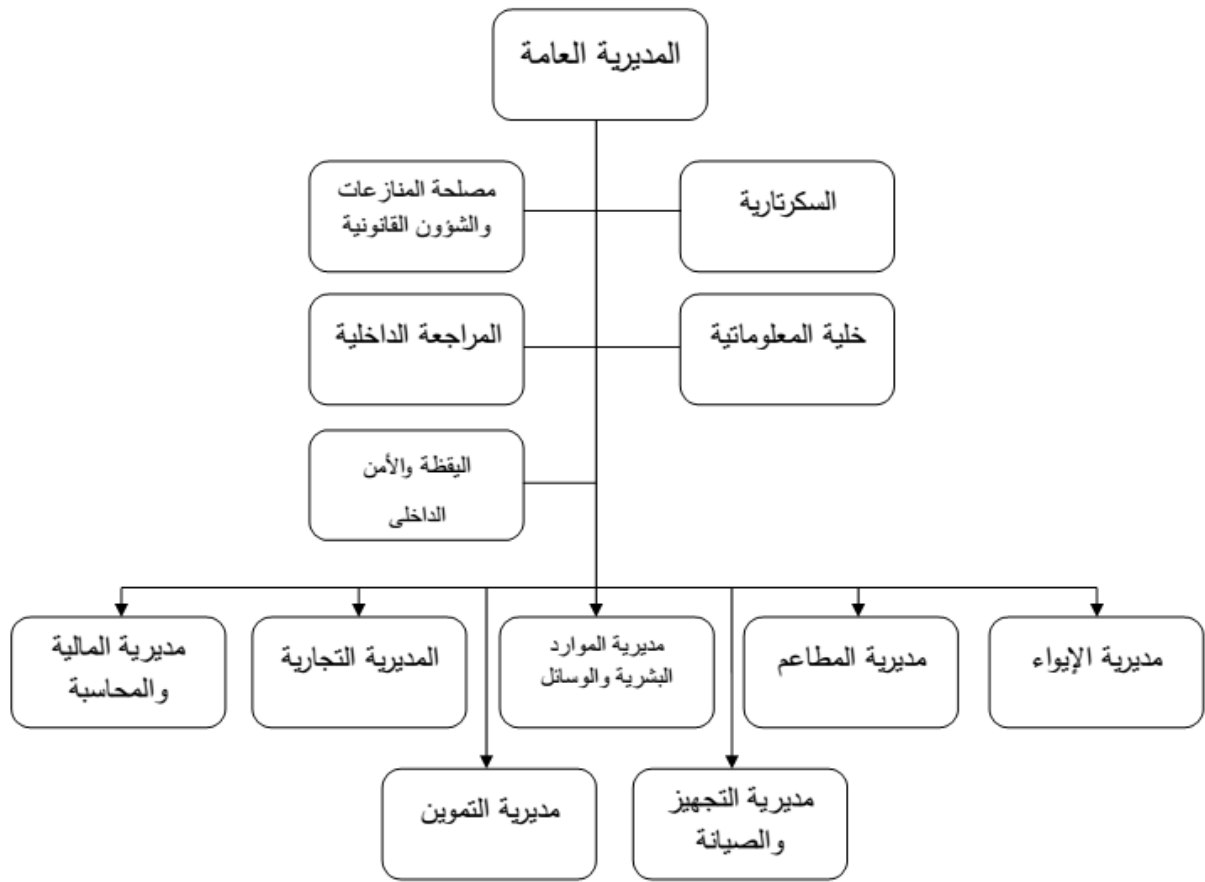 المديرية العامة
السكرتارية
مصلحة المنازعات
والشؤون القانونية
خلية المعلوماتية
المراجعة الداخلية
اليقظة والأمن
الداخلى
مديرية الإيواء
مديرية المطاعم
مديرية الموارد
البشرية والوسائل
المديرية التجارية
مديرية المالية
والمحاسبة
مديرية التجهيز
والصيانة
مديرية التموين